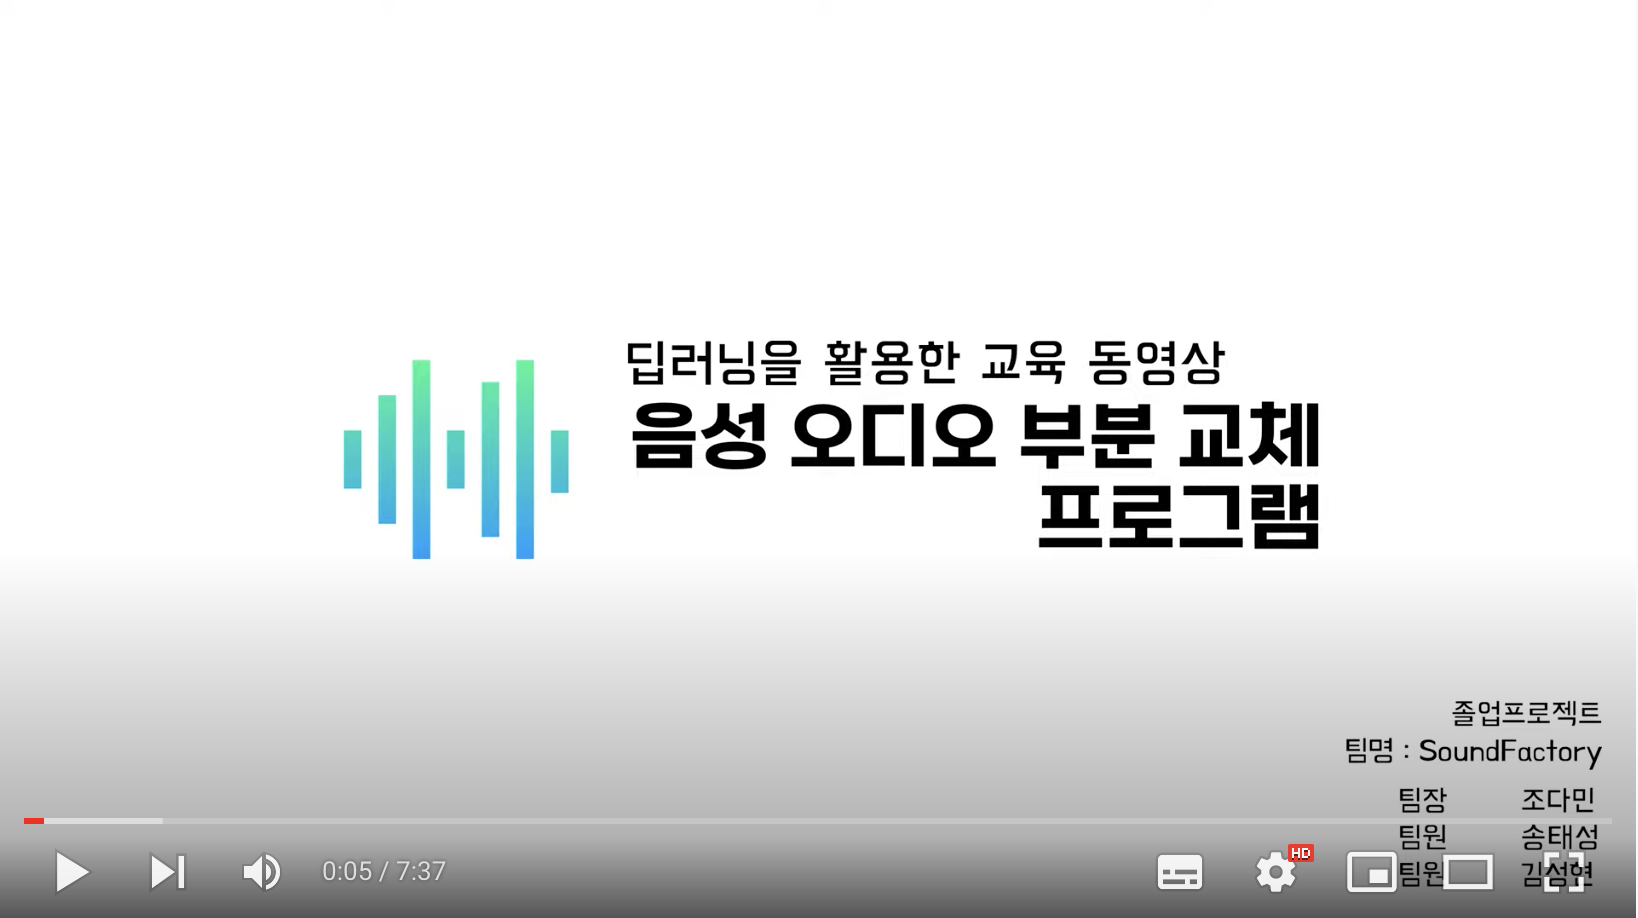 딥러닝을 활용한 교육 동영상
음성 오디오 부분 교체
프로그램
졸업프로젝트
팀명 : SoundFactory
팀장 조다민
팀원 송태성
팀원 김성현
0:05 / 7:37
HD